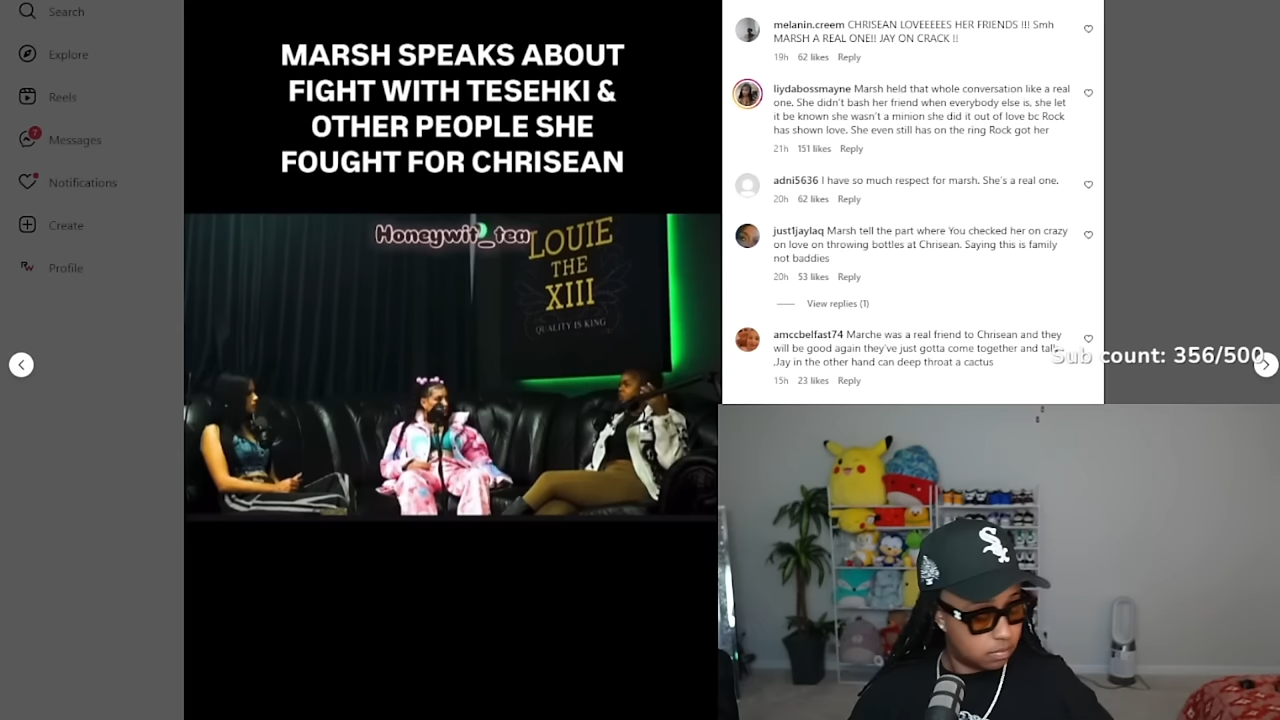 Search
Explore
Reels
7
Messages
Notifications
Create
Profile
MARSH SPEAKS ABOUT
FIGHT WITH TESEHKI &
OTHER PEOPLE SHE
FOUGHT FOR CHRISEAN
Honeywit_tea
LOUIE
THE
XIII
QUALITY IS KING
melanin.creem CHRISEAN LOVEEEEES HER FRIENDS !!! Smh
MARSH A REAL ONE!! JAY ON CRACK !!
19h 62 likes Reply
liydabossmayne Marsh held that whole conversation like a real
one. She didn't bash her friend when everybody else is, she let
it be known she wasn't a minion she did it out of love bc Rock
has shown love. She even still has on the ring Rock got her
21h 151 likes Reply
adni5636 I have so much respect for marsh. She's a real one.
20h 62 likes Reply
just1jaylaq Marsh tell the part where You checked her on crazy
on love on throwing bottles at Chrisean. Saying this is family
not baddies
20h 53 likes Reply
View replies (1)
amccbelfast74 Marche was a real friend to Chrisean and they
will be good again they've just gotta come together and talk.
Jay in the other hand can deep throat a cactus
15h 23 likes Reply
Sub count: 356/500
Sox